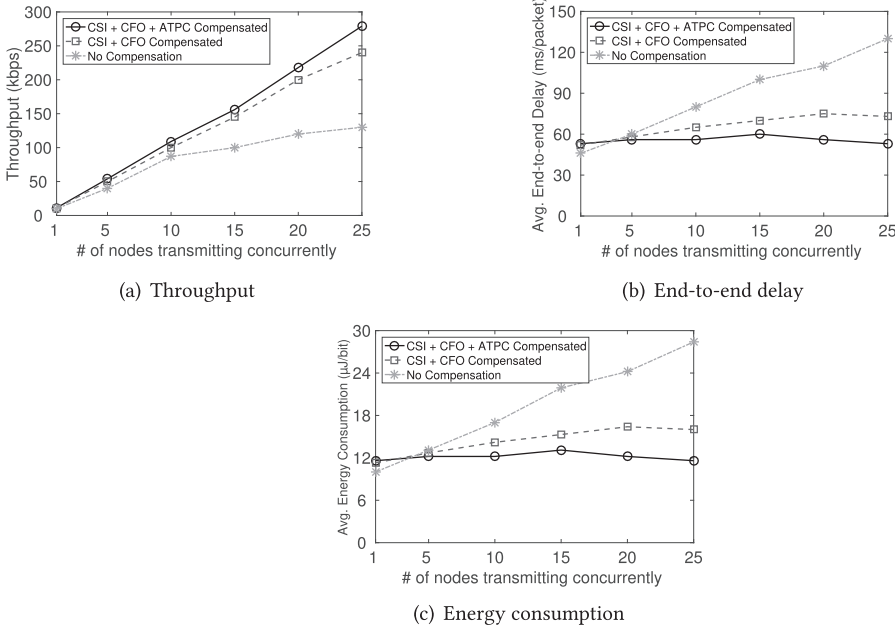 300
250
200
150
100
50
0
Throughput (kbps)
CSI + CFO + ATPC Compensated
CSI + CFO Compensated
No Compensation
1 5 10 15 20 25
# of nodes transmitting concurrently
(a) Throughput
150
120
90
60
30
0
Avg. End-to-end Delay (ms/packet)
CSI + CFO + ATPC Compensated
CSI + CFO Compensated
No Compensation
1 5 10 15 20 25
# of nodes transmitting concurrently
(b) End-to-end delay
30
24
18
12
6
0
Avg. Energy Consumption (µJ/bit)
CSI + CFO + ATPC Compensated
CSI + CFO Compensated
No Compensation
1 5 10 15 20 25
# of nodes transmitting concurrently
(c) Energy consumption